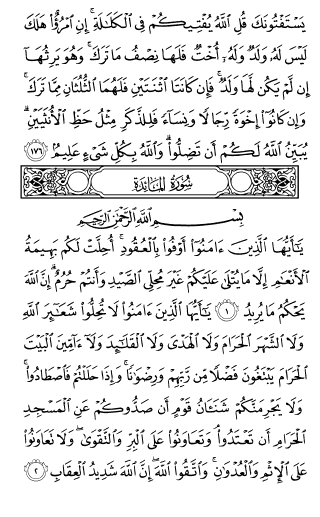 يَسْتَفْتُونَكَ قُلِ ٱللَّهُ يُفْتِيكُمْ فِى ٱلْكَلَـٰلَةِ ۚ إِنِ ٱمْرُؤٌا۟ هَلَكَ
لَيْسَ لَهُۥ وَلَدٌ وَلَهُۥٓ أُخْتٌ فَلَهَا نِصْفُ مَا تَرَكَ ۚ وَهُوَ يَرِثُهَآ
إِن لَّمْ يَكُن لَّهَا وَلَدٌ ۚ فَإِن كَانَتَا ٱثْنَتَيْنِ فَلَهُمَا ٱلثُّلُثَانِ مِمَّا تَرَكَ ۚ
وَإِن كَانُوٓا۟ إِخْوَةً رِّجَالًا وَنِسَآءً فَلِلذَّكَرِ مِثْلُ حَظِّ ٱلْأُنثَيَيْنِ ۗ
يُبَيِّنُ ٱللَّهُ لَكُمْ أَن تَضِلُّوا۟ ۗ وَٱللَّهُ بِكُلِّ شَىْءٍ عَلِيمٌۢ ١٧٦
سُورَةُ المَائِدَةِ
بِسْمِ ٱللَّهِ ٱلرَّحْمَـٰنِ ٱلرَّحِيمِ
يَـٰٓأَيُّهَا ٱلَّذِينَ ءَامَنُوٓا۟ أَوْفُوا۟ بِٱلْعُقُودِ ۚ أُحِلَّتْ لَكُم بَهِيمَةُ
ٱلْأَنْعَـٰمِ إِلَّا مَا يُتْلَىٰ عَلَيْكُمْ غَيْرَ مُحِلِّى ٱلصَّيْدِ وَأَنتُمْ حُرُمٌ ۗ إِنَّ ٱللَّهَ
يَحْكُمُ مَا يُرِيدُ ١ يَـٰٓأَيُّهَا ٱلَّذِينَ ءَامَنُوا۟ لَا تُحِلُّوا۟ شَعَـٰٓئِرَ ٱللَّهِ
وَلَا ٱلشَّهْرَ ٱلْحَرَامَ وَلَا ٱلْهَدْىَ وَلَا ٱلْقَلَـٰٓئِدَ وَلَآ ءَآمِّينَ ٱلْبَيْتَ
ٱلْحَرَامَ يَبْتَغُونَ فَضْلًا مِّن رَّبِّهِمْ وَرِضْوَٰنًا ۚ وَإِذَا حَلَلْتُمْ فَٱصْطَادُوا۟ ۚ
وَلَا يَجْرِمَنَّكُمْ شَنَـَٔانُ قَوْمٍ أَن صَدُّوكُمْ عَنِ ٱلْمَسْجِدِ
ٱلْحَرَامِ أَن تَعْتَدُوا۟ ۘ وَتَعَاوَنُوا۟ عَلَى ٱلْبِرِّ وَٱلتَّقْوَىٰ ۖ وَلَا تَعَاوَنُوا۟
عَلَى ٱلْإِثْمِ وَٱلْعُدْوَٰنِ ۚ وَٱتَّقُوا۟ ٱللَّهَ ۖ إِنَّ ٱللَّهَ شَدِيدُ ٱلْعِقَابِ ٢